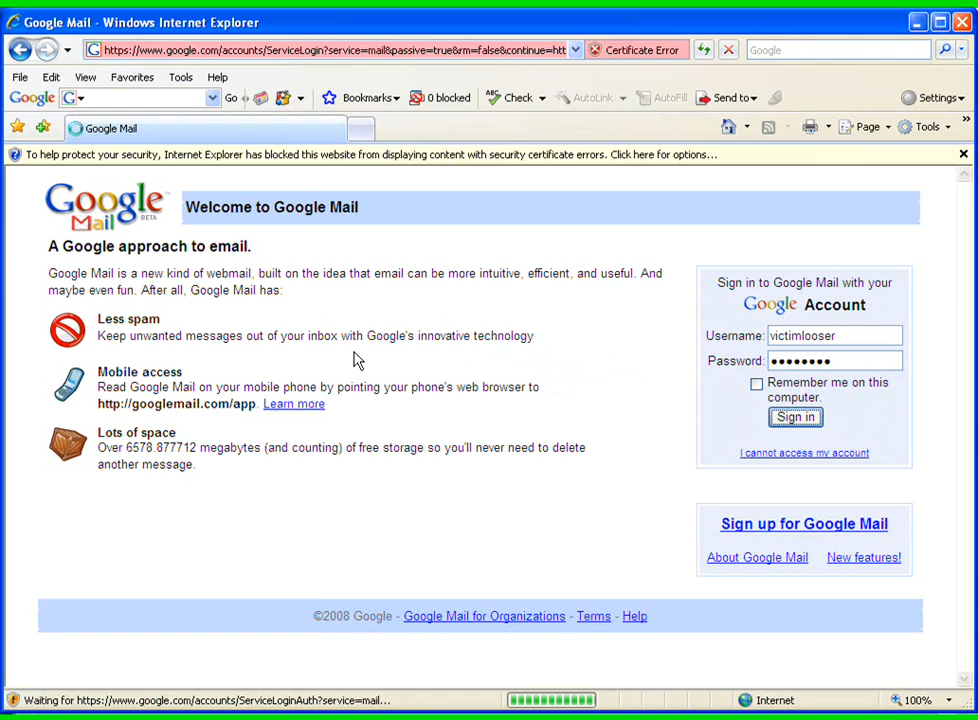 Google Mail - Windows Internet Explorer
https://www.google.com/accounts/ServiceLogin?service=mail&passive=true&rm=false&continue=htt
Certificate Error
Google
File Edit View Favorites Tools Help
Google G Go Bookmarks 0 blocked Check AutoLink AutoFill Send to Settings
Google Mail
Page Tools
To help protect your security, Internet Explorer has blocked this website from displaying content with security certificate errors. Click here for options...
Google Mail BETA
Welcome to Google Mail
A Google approach to email.
Google Mail is a new kind of webmail, built on the idea that email can be more intuitive, efficient, and useful. And
maybe even fun. After all, Google Mail has:
Less spam
Keep unwanted messages out of your inbox with Google's innovative technology
Mobile access
Read Google Mail on your mobile phone by pointing your phone's web browser to
http://googlemail.com/app. Learn more
Lots of space
Over 6578.877712 megabytes (and counting) of free storage so you'll never need to delete
another message.
Sign in to Google Mail with your
Google Account
Username: victimlooser
Password: ●●●●●●●●
Remember me on this
computer.
Sign in
I cannot access my account
Sign up for Google Mail
About Google Mail New features!
©2008 Google - Google Mail for Organizations - Terms - Help
Waiting for https://www.google.com/accounts/ServiceLoginAuth?service=mail...
Internet
100%